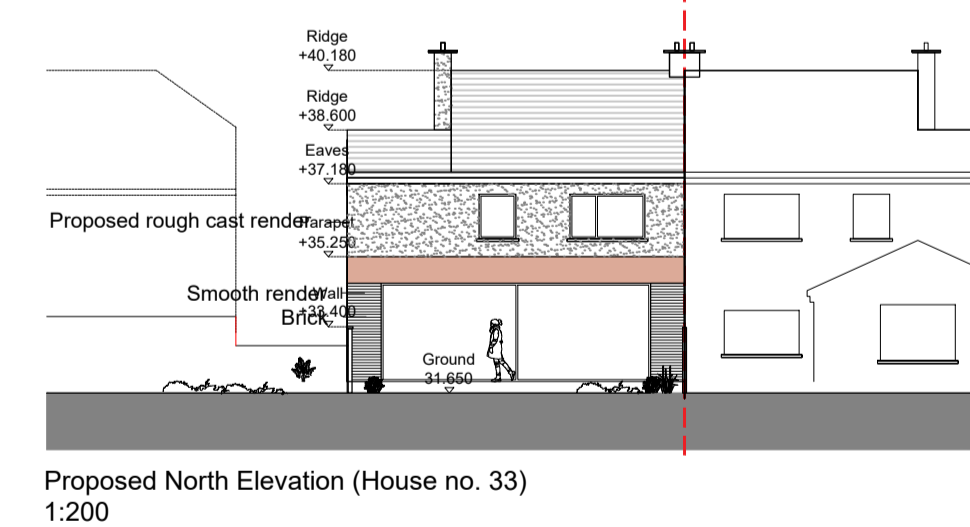 Ridge
+40.180
Ridge
+38.600
Eaves
+37.180
Proposed rough cast render
Parapet
+35.250
Smooth render
Wall
+33.400
Brick
Ground
31.650
Proposed North Elevation (House no. 33)
1:200